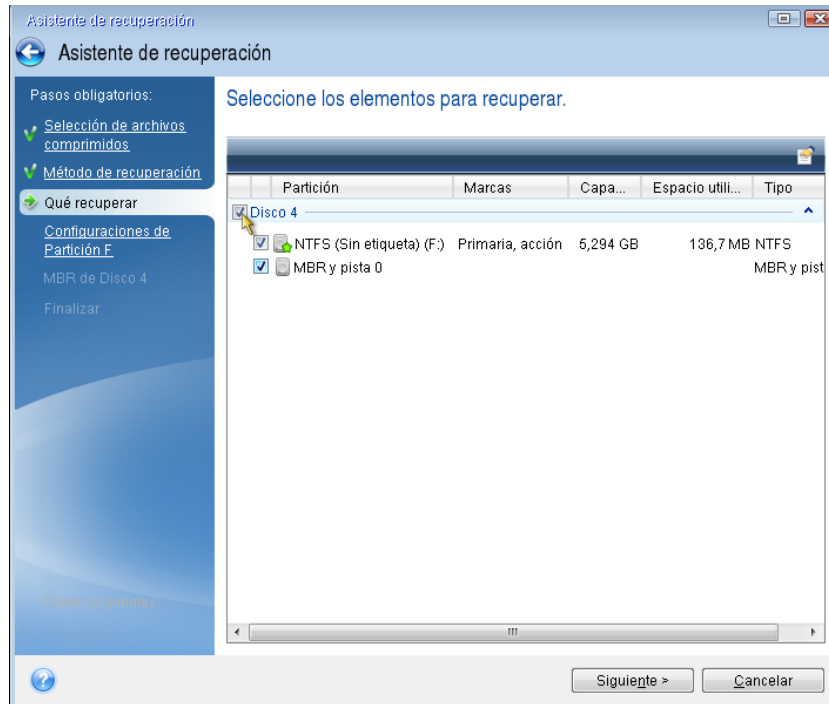 Asistente de recuperación
Asistente de recuperación
Pasos obligatorios:
Selección de archivos
comprimidos
Método de recuperación
Qué recuperar
Configuraciones de
Partición F
MBR de Disco 4
Finalizar
Opciones
Seleccione los elementos para recuperar.
Partición Marcas Capa... Espacio utili... Tipo
Disco 4
NTFS (Sin etiqueta) (F:) Primaria, acción 5,294 GB 136,7 MB NTFS
MBR y pista 0 MBR y pist
Siguiente >
Cancelar